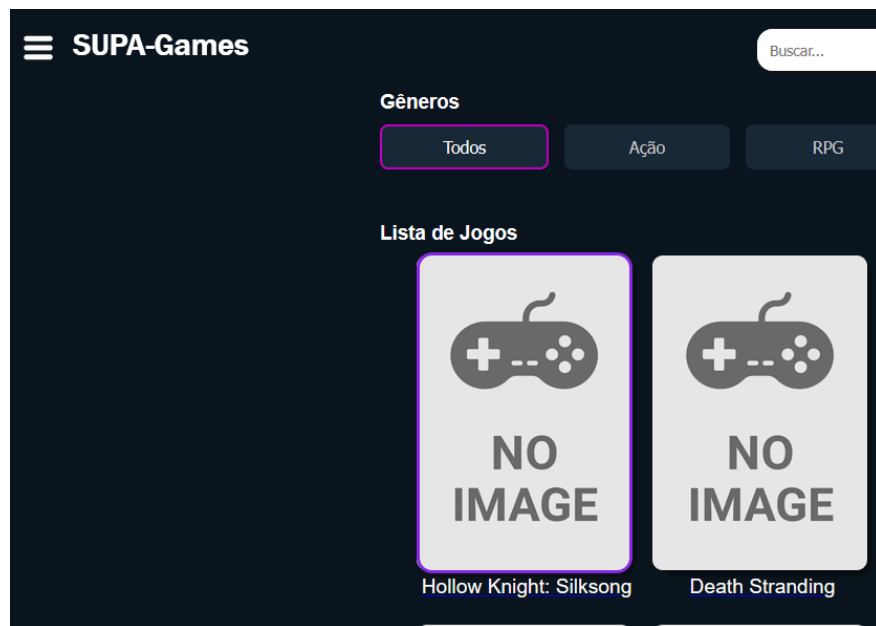 SUPA-Games
Buscar...
Gêneros
Todos
Ação
RPG
Lista de Jogos
NO
IMAGE
NO
IMAGE
Hollow Knight: Silksong
Death Stranding